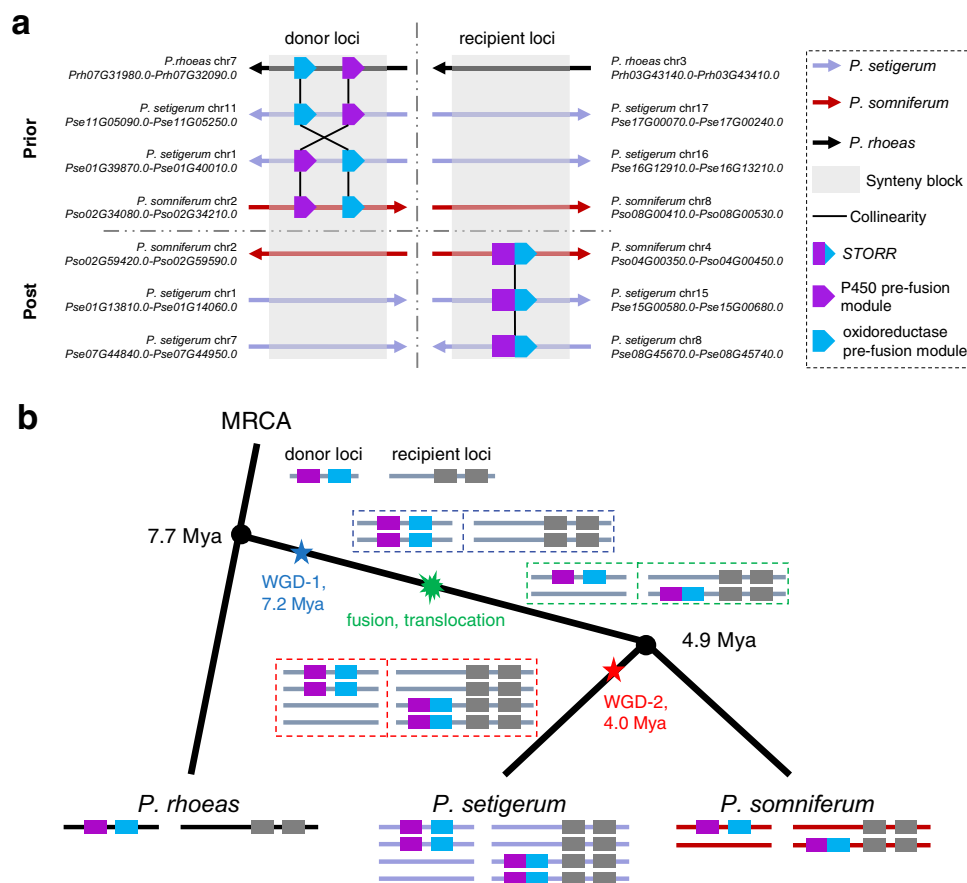 a
donor loci
recipient loci
Prior
Post
P.rhoeas chr7
Prh07G31980.0-Prh07G32090.0
P. setigerum chr11
Pse11G05090.0-Pse11G05250.0
P. setigerum chr1
Pse01G39870.0-Pse01G40010.0
P. somniferum chr2
Pso02G34080.0-Pso02G34210.0
P. somniferum chr2
Pso02G59420.0-Pso02G59590.0
P. setigerum chr1
Pse01G13810.0-Pse01G14060.0
P. setigerum chr7
Pse07G44840.0-Pse07G44950.0
P. rhoeas chr3
Prh03G43140.0-Prh03G43410.0
P. setigerum chr17
Pse17G00070.0-Pse17G00240.0
P. setigerum chr16
Pse16G12910.0-Pse16G13210.0
P. somniferum chr8
Pso08G00410.0-Pso08G00530.0
P. somniferum chr4
Pso04G00350.0-Pso04G00450.0
P. setigerum chr15
Pse15G00580.0-Pse15G00680.0
P. setigerum chr8
Pse08G45670.0-Pse08G45740.0
P. setigerum
P. somniferum
P. rhoeas
Synteny block
Collinearity
STORR
P450 pre-fusion
module
oxidoreductase
pre-fusion module
b
MRCA
donor loci
recipient loci
7.7 Mya
WGD-1,
7.2 Mya
fusion, translocation
4.9 Mya
WGD-2,
4.0 Mya
P. rhoeas
P. setigerum
P. somniferum